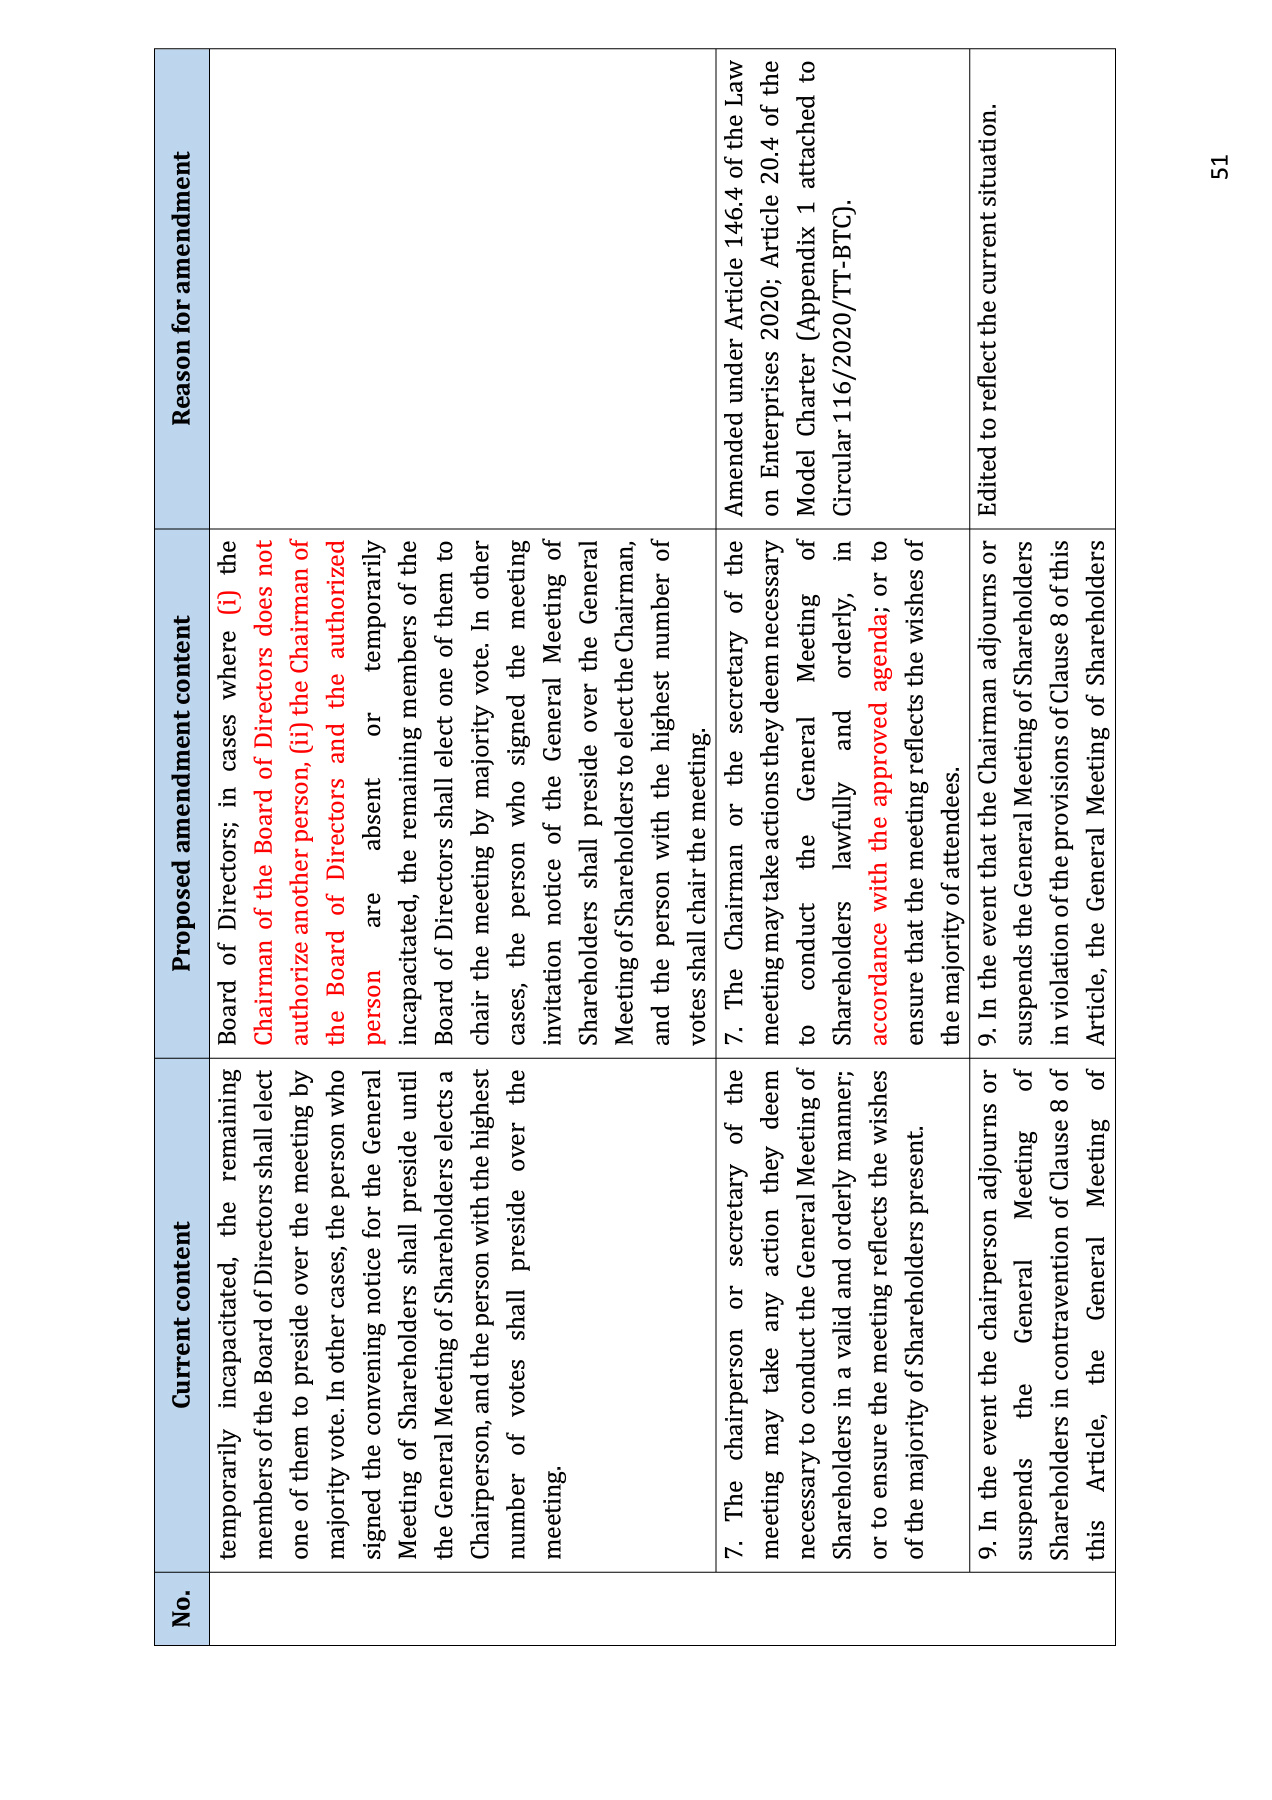 No.
Current content
Proposed amendment content
Reason for amendment
temporarily incapacitated, the remaining
members of the Board of Directors shall elect
one of them to preside over the meeting by
majority vote. In other cases, the person who
signed the convening notice for the General
Meeting of Shareholders shall preside until
the General Meeting of Shareholders elects a
Chairperson, and the person with the highest
number of votes shall preside over the
meeting.
Board of Directors; in cases where (i) the
Chairman of the Board of Directors does not
authorize another person, (ii) the Chairman of
the Board of Directors and the authorized
person are absent or temporarily
incapacitated, the remaining members of the
Board of Directors shall elect one of them to
chair the meeting by majority vote. In other
cases, the person who signed the meeting
invitation notice of the General Meeting of
Shareholders shall preside over the General
Meeting of Shareholders to elect the Chairman,
and the person with the highest number of
votes shall chair the meeting.
7. The chairperson or secretary of the
meeting may take any action they deem
necessary to conduct the General Meeting of
Shareholders in a valid and orderly manner;
or to ensure the meeting reflects the wishes
of the majority of Shareholders present.
7. The Chairman or the secretary of the
meeting may take actions they deem necessary
to conduct the General Meeting of
Shareholders lawfully and orderly, in
accordance with the approved agenda; or to
ensure that the meeting reflects the wishes of
the majority of attendees.
Amended under Article 146.4 of the Law
on Enterprises 2020; Article 20.4 of the
Model Charter (Appendix 1 attached to
Circular 116/2020/TT-BTC).
9. In the event the chairperson adjourns or
suspends the General Meeting of
Shareholders in contravention of Clause 8 of
this Article, the General Meeting of
9. In the event that the Chairman adjourns or
suspends the General Meeting of Shareholders
in violation of the provisions of Clause 8 of this
Article, the General Meeting of Shareholders
Edited to reflect the current situation.
51